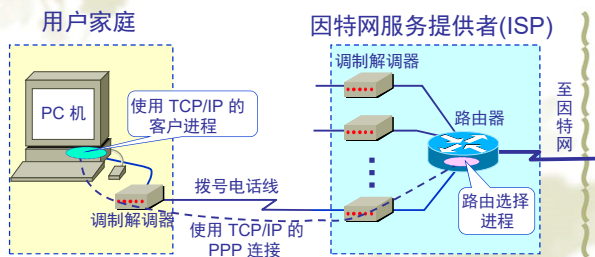 用户家庭
因特网服务提供者(ISP)
调制解调器
PC 机
使用 TCP/IP 的
客户进程
路由器
至
因
特
网
拨号电话线
路由选择
进程
调制解调器
使用 TCP/IP 的
PPP 连接